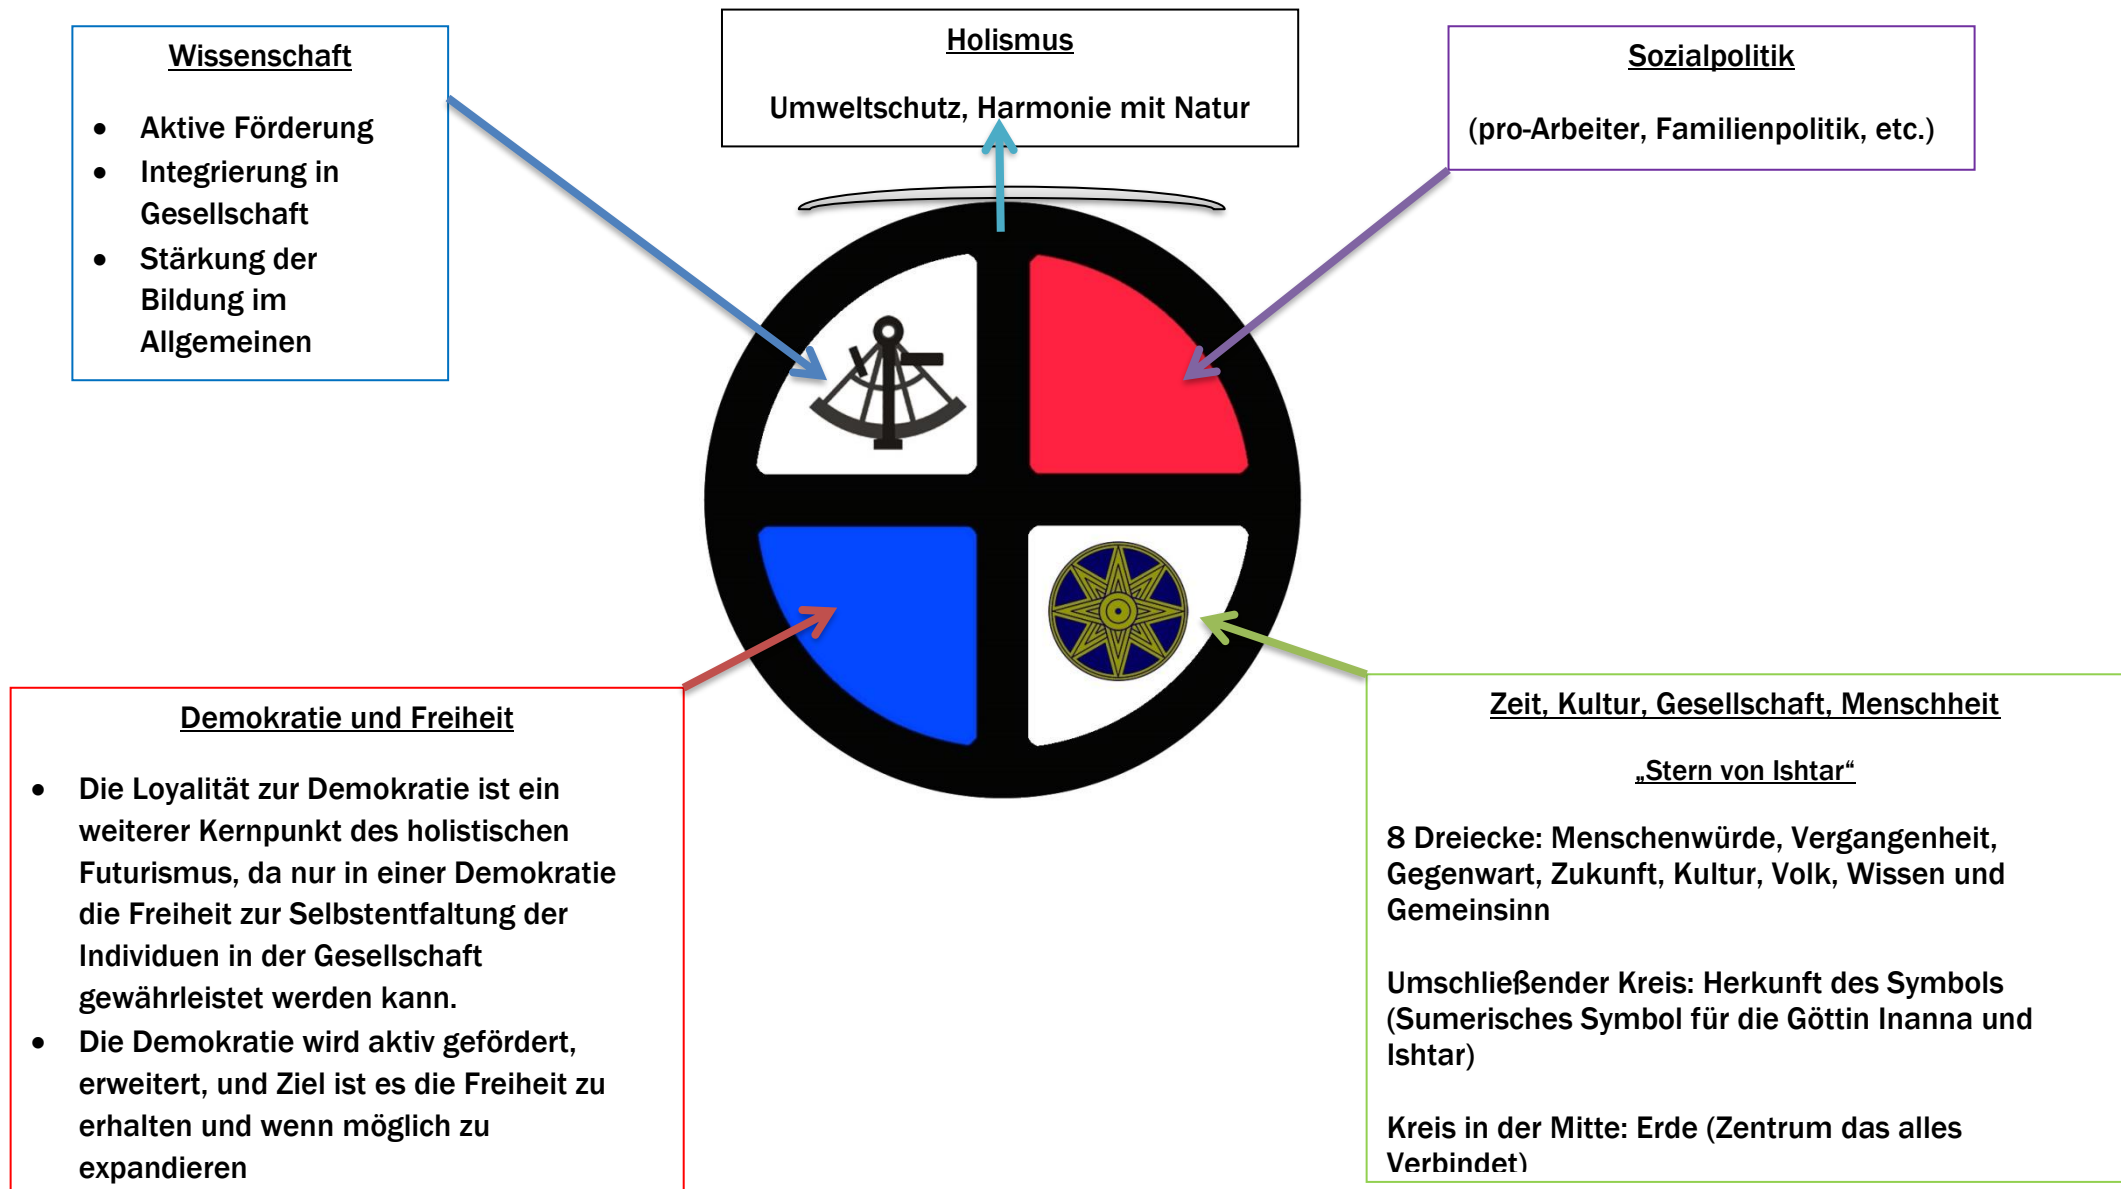 Wissenschaft
• Aktive Förderung
• Integrierung in
Gesellschaft
• Stärkung der
Bildung im
Allgemeinen
Holismus
Umweltschutz, Harmonie mit Natur
Sozialpolitik
(pro-Arbeiter, Familienpolitik, etc.)
Demokratie und Freiheit
• Die Loyalität zur Demokratie ist ein
weiterer Kernpunkt des holistischen
Futurismus, da nur in einer Demokratie
die Freiheit zur Selbstentfaltung der
Individuen in der Gesellschaft
gewährleistet werden kann.
• Die Demokratie wird aktiv gefördert,
erweitert, und Ziel ist es die Freiheit zu
erhalten und wenn möglich zu
expandieren
Zeit, Kultur, Gesellschaft, Menschheit
„Stern von Ishtar“
8 Dreiecke: Menschenwürde, Vergangenheit,
Gegenwart, Zukunft, Kultur, Volk, Wissen und
Gemeinsinn
Umschließender Kreis: Herkunft des Symbols
(Sumerisches Symbol für die Göttin Inanna und
Ishtar)
Kreis in der Mitte: Erde (Zentrum das alles
Verbindet)